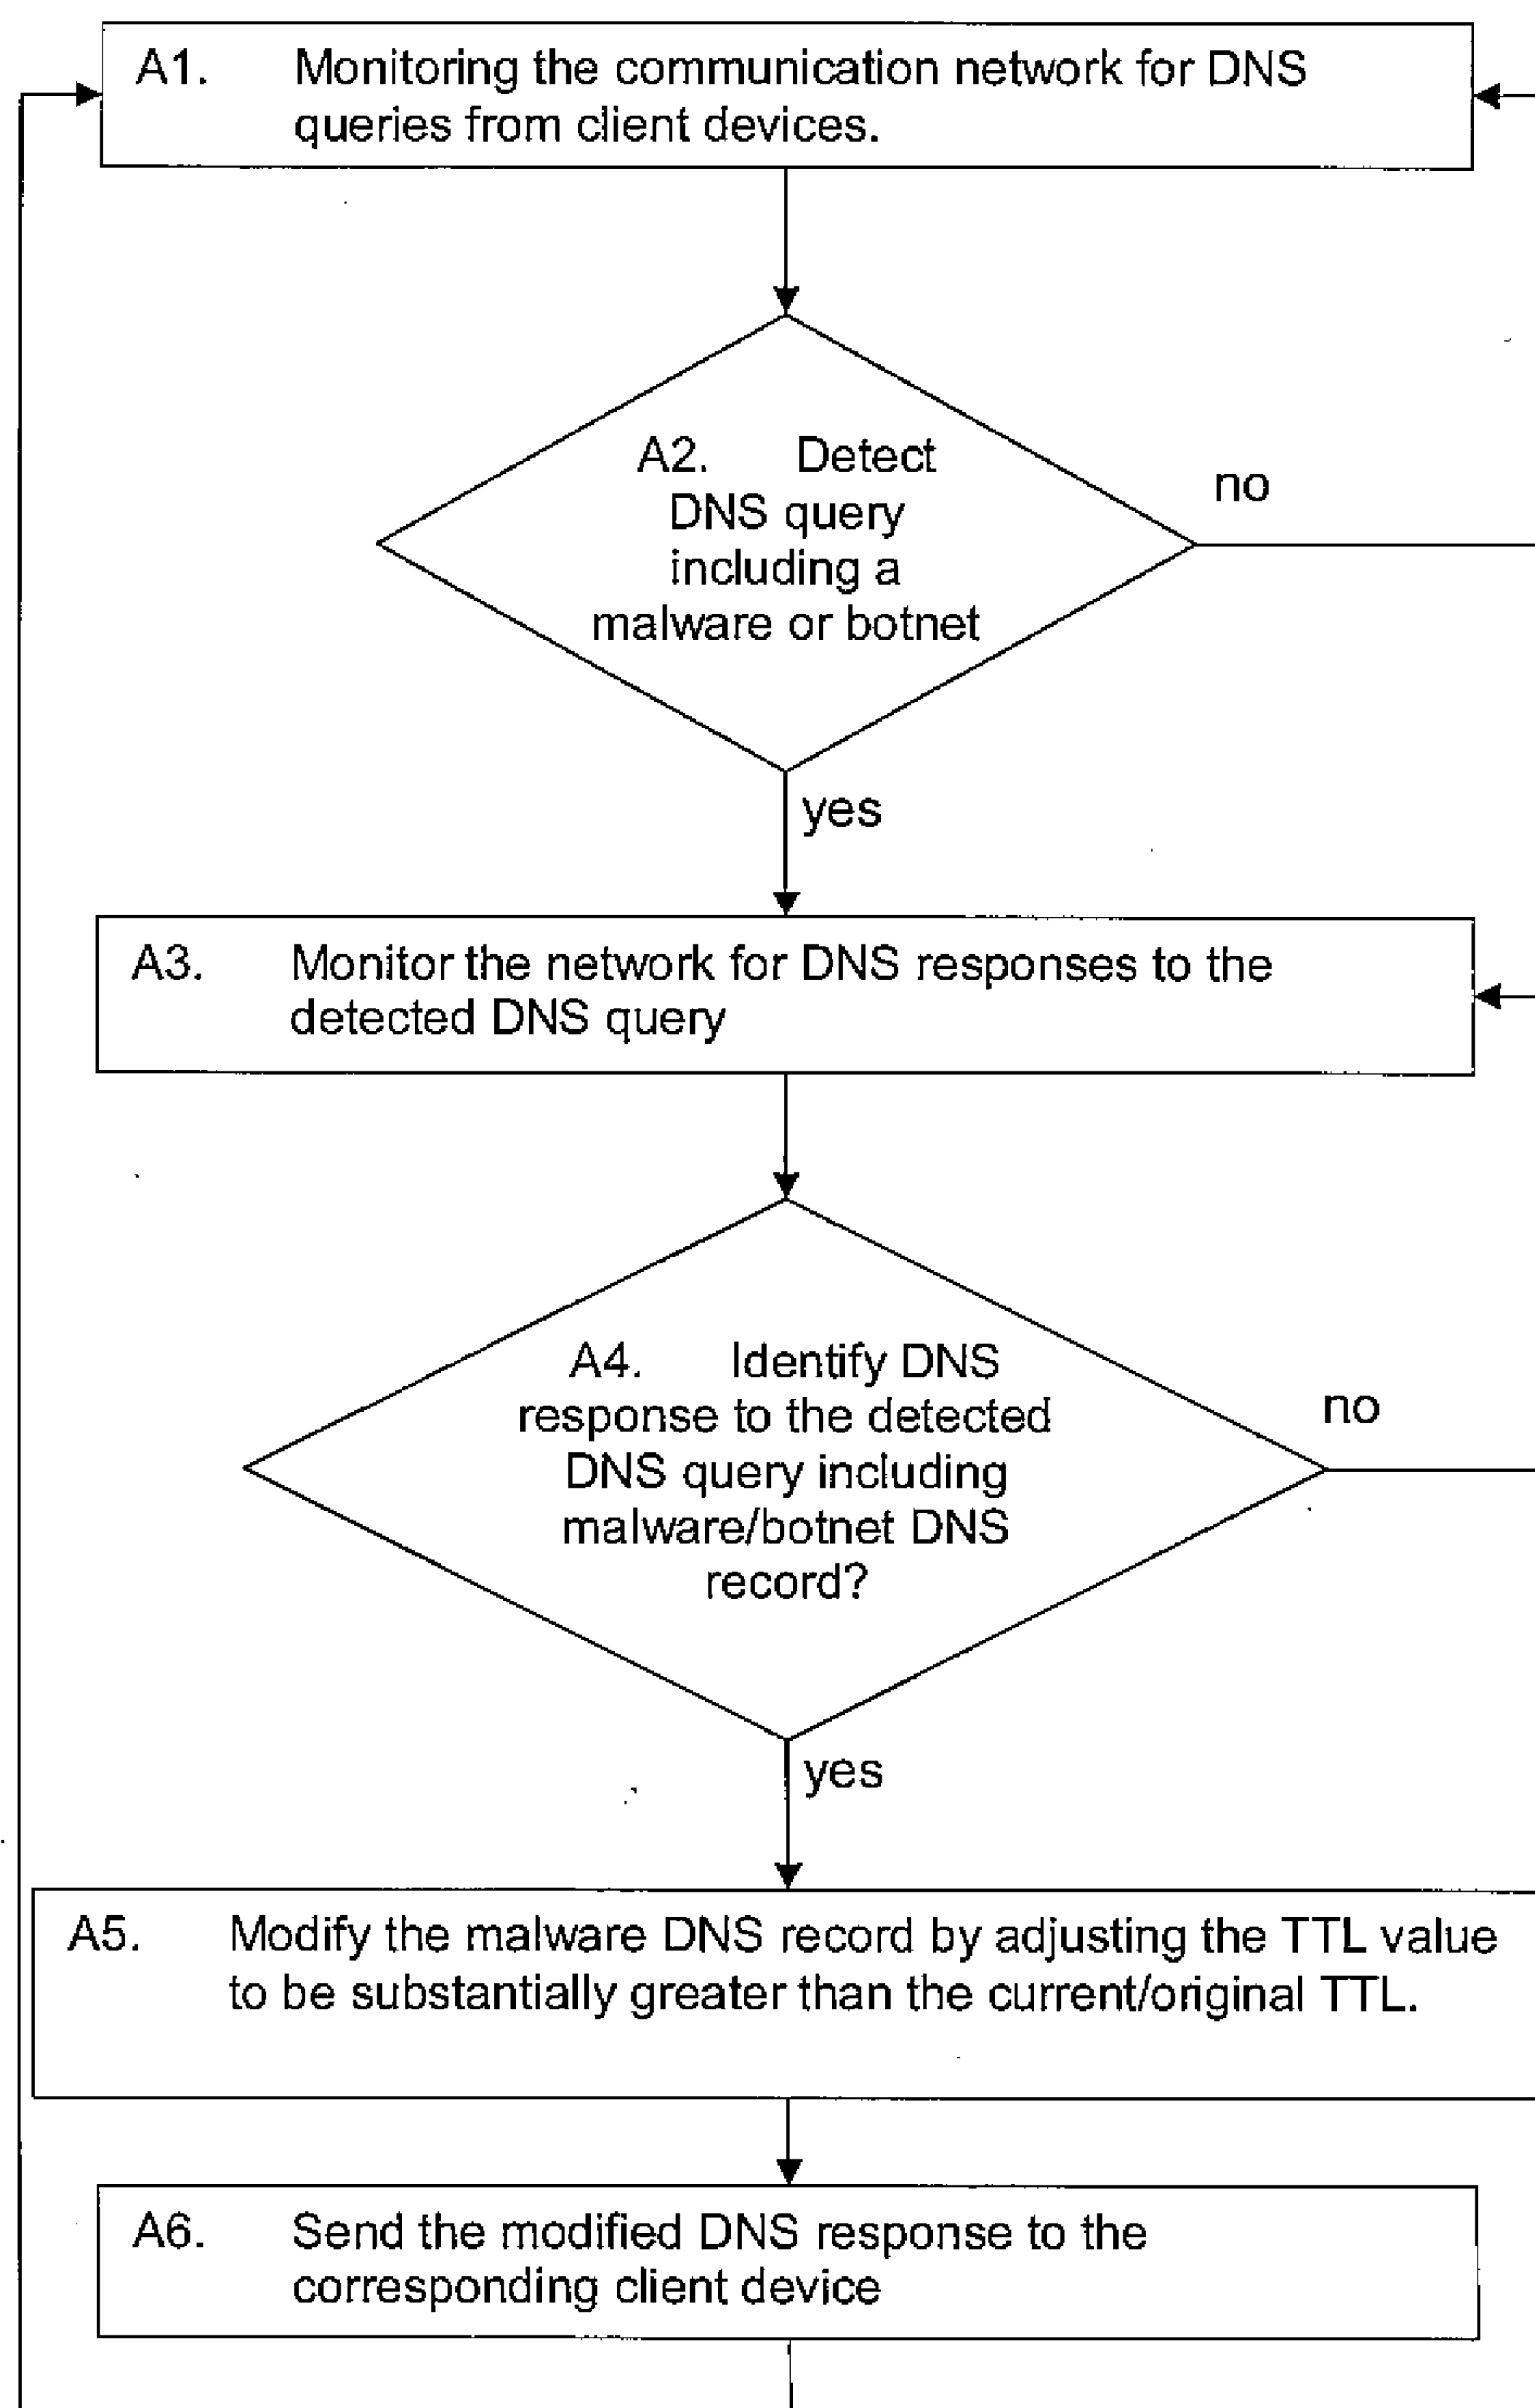 A1. Monitoring the communication network for DNS
queries from client devices.
A2. Detect
DNS query
including a
malware or botnet
no
yes
A3. Monitor the network for DNS responses to the
detected DNS query
A4. Identify DNS
response to the detected
DNS query including
malware/botnet DNS
record?
no
yes
A5. Modify the malware DNS record by adjusting the TTL value
to be substantially greater than the current/original TTL.
A6. Send the modified DNS response to the
corresponding client device